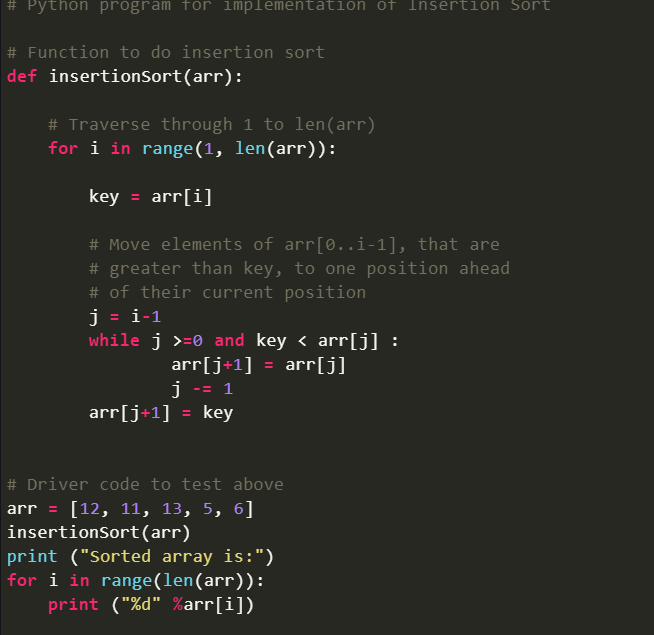 # Python program for implementation of Insertion Sort
# Function to do insertion sort
def insertionSort(arr):
    # Traverse through 1 to len(arr)
    for i in range(1, len(arr)):
        key = arr[i]
        # Move elements of arr[0..i-1], that are
        # greater than key, to one position ahead
        # of their current position
        j = i-1
        while j >=0 and key < arr[j] :
                arr[j+1] = arr[j]
                j -= 1
        arr[j+1] = key
# Driver code to test above
arr = [12, 11, 13, 5, 6]
insertionSort(arr)
print ("Sorted array is:")
for i in range(len(arr)):
    print ("%d" %arr[i])